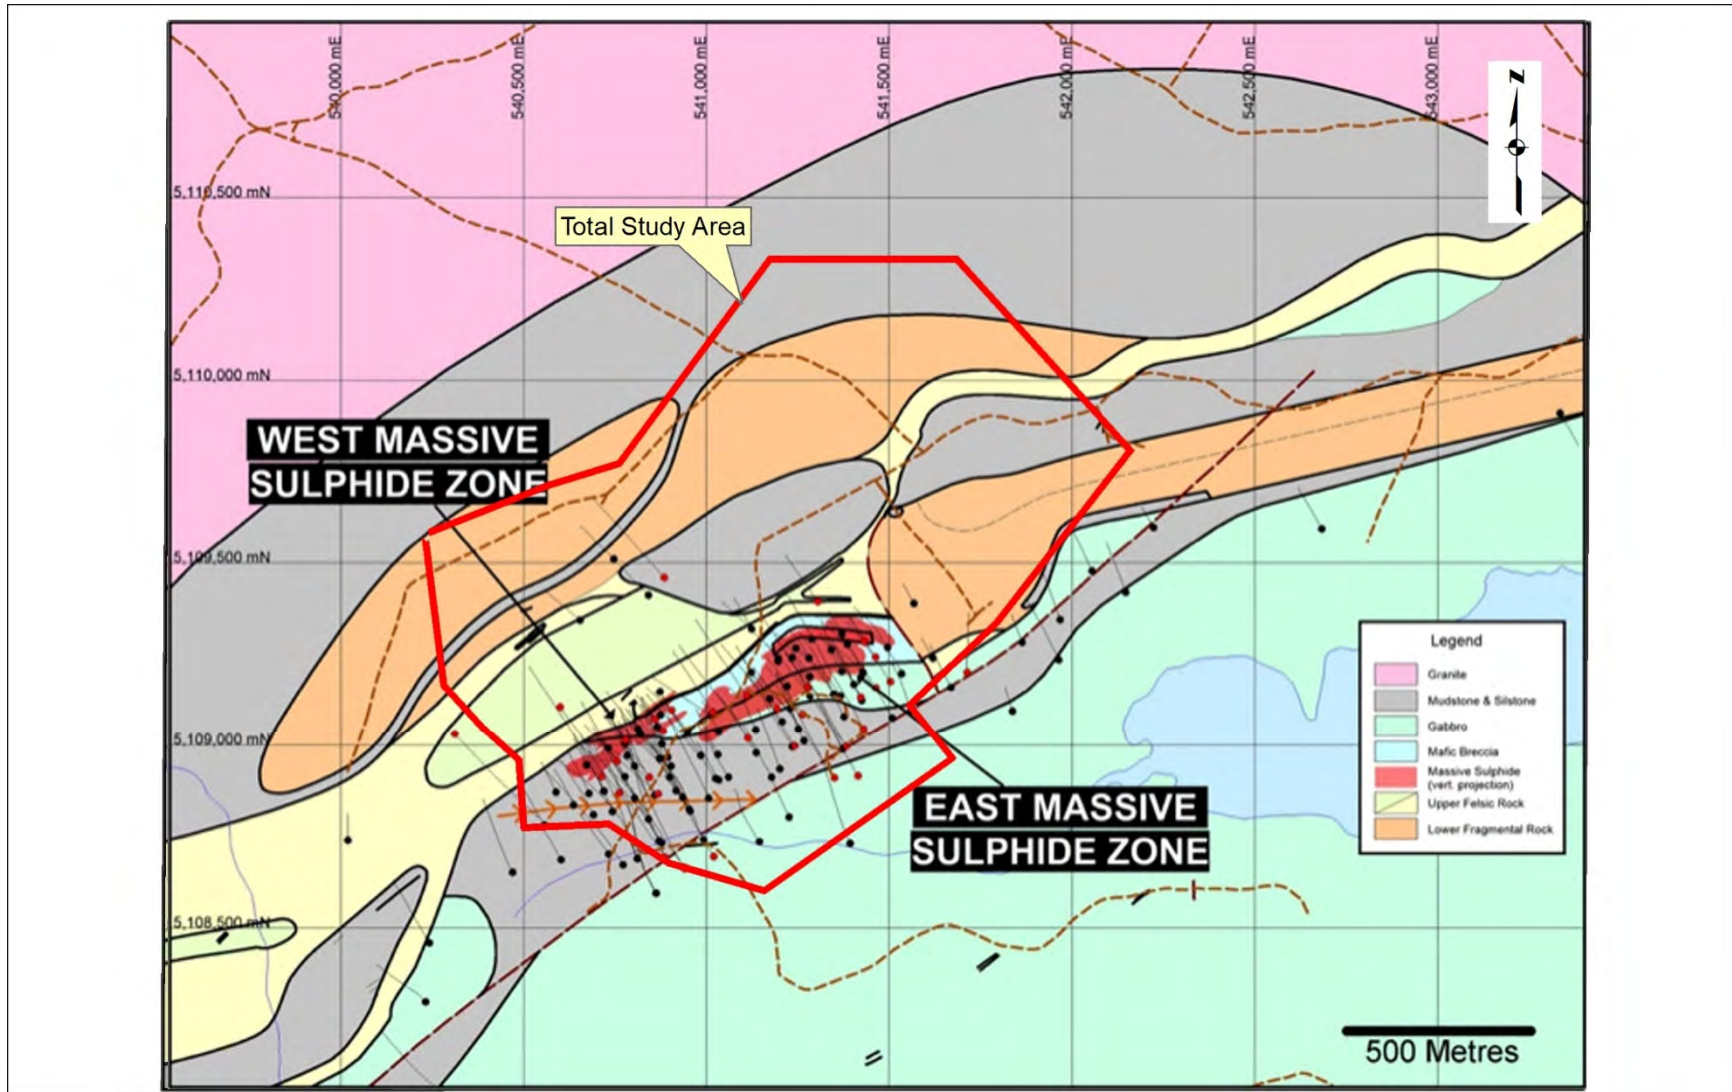 540,000 mE
540,500 mE
541,000 mE
541,500 mE
542,000 mE
542,500 mE
543,000 mE
N
5,110,500 mN
Total Study Area
5,110,000 mN
WEST MASSIVE
SULPHIDE ZONE
5,109,500 mN
5,109,000 mN
EAST MASSIVE
SULPHIDE ZONE
5,108,500 mN
Legend
Granite
Mudstone & Silstone
Gabbro
Mafic Breccia
Massive Sulphide
(vert. projection)
Upper Felsic Rock
Lower Fragmental Rock
500 Metres